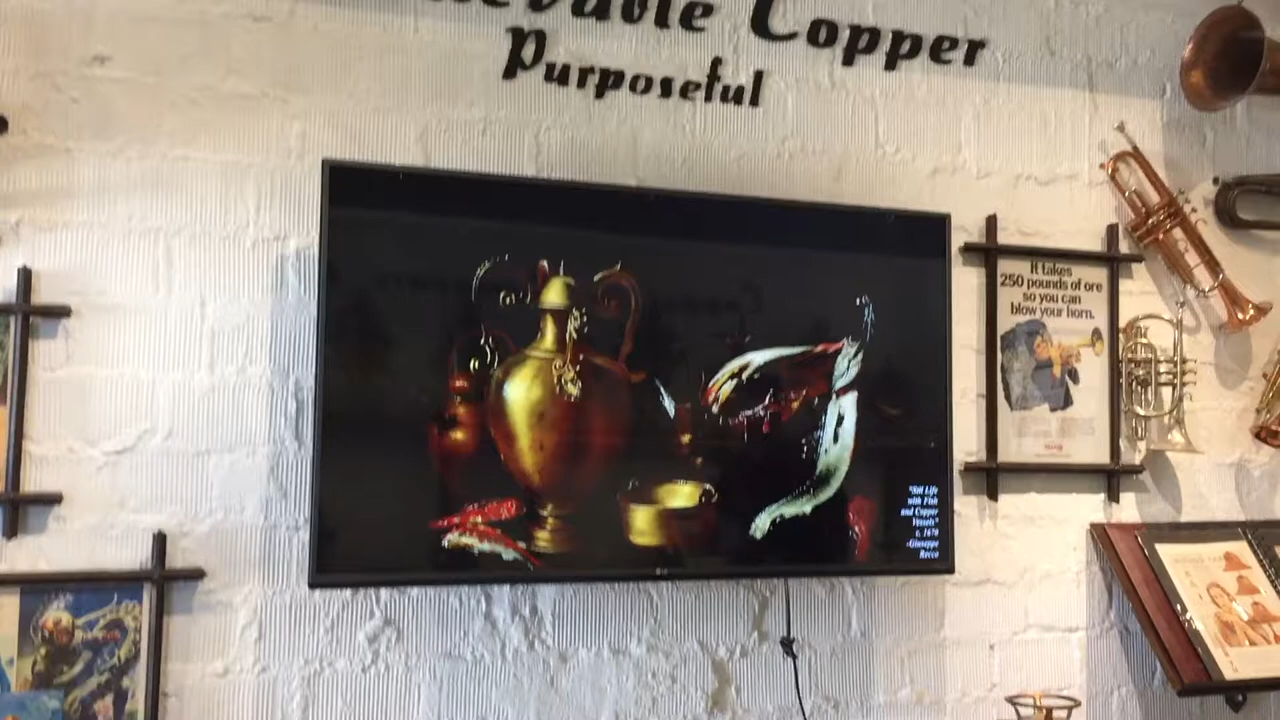 Copper
Purposeful
It takes
250 pounds of ore
so you can
blow your horn.
"Still Life
with Fish
and Copper
Vessels"
c. 1670
-Giuseppe
Recco
LG